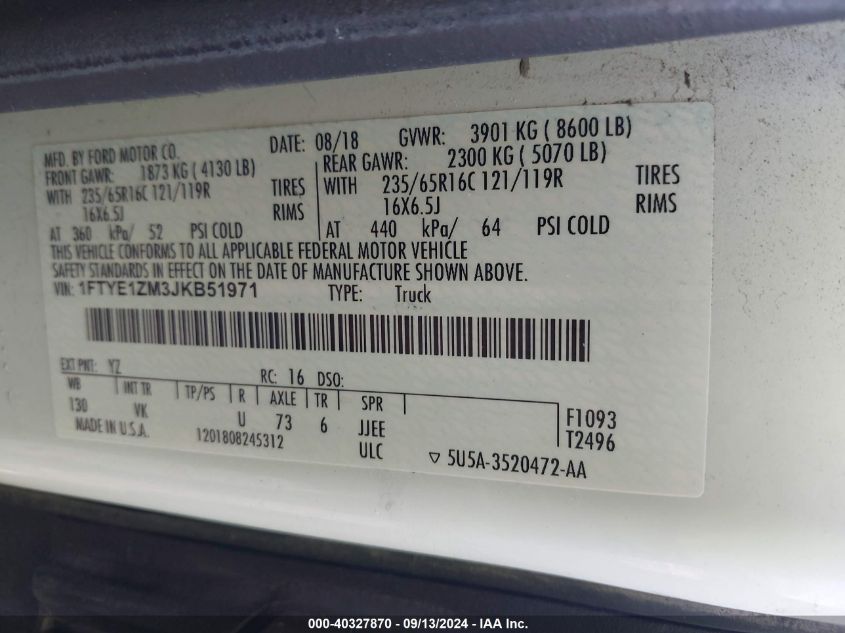 MFD. BY FORD MOTOR CO. DATE: 08/18 GVWR: 3901 KG ( 8600 LB)
FRONT GAWR: 1873 KG ( 4130 LB) REAR GAWR: 2300 KG ( 5070 LB)
WITH 235/65R16C 121/119R TIRES WITH 235/65R16C 121/119R TIRES
16X6.5J RIMS 16X6.5J RIMS
AT 360 kPa/ 52 PSI COLD AT 440 kPa/ 64 PSI COLD
THIS VEHICLE CONFORMS TO ALL APPLICABLE FEDERAL MOTOR VEHICLE
SAFETY STANDARDS IN EFFECT ON THE DATE OF MANUFACTURE SHOWN ABOVE.
VIN: 1FTYE1ZM3JKB51971 TYPE: Truck
EXT PNT: YZ RC: 16 DSO:
WB INT TR TP/PS R AXLE TR SPR
130 VK U 73 6 JJEE F1093
MADE IN U.S.A. 1201808245312 ULC T2496
▽ 5U5A-3520472-AA
000-40327870 - 09/13/2024 - IAA Inc.